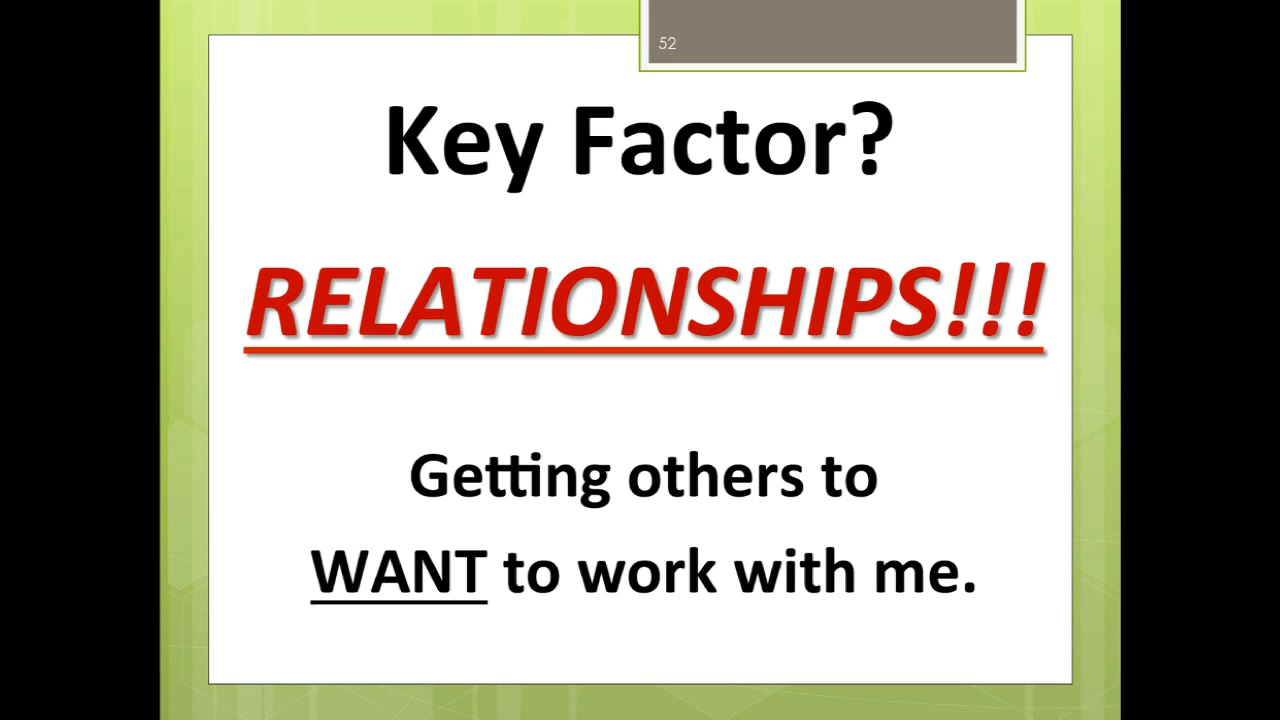 52
Key Factor?
RELATIONSHIPS!!!
Getting others to
WANT to work with me.